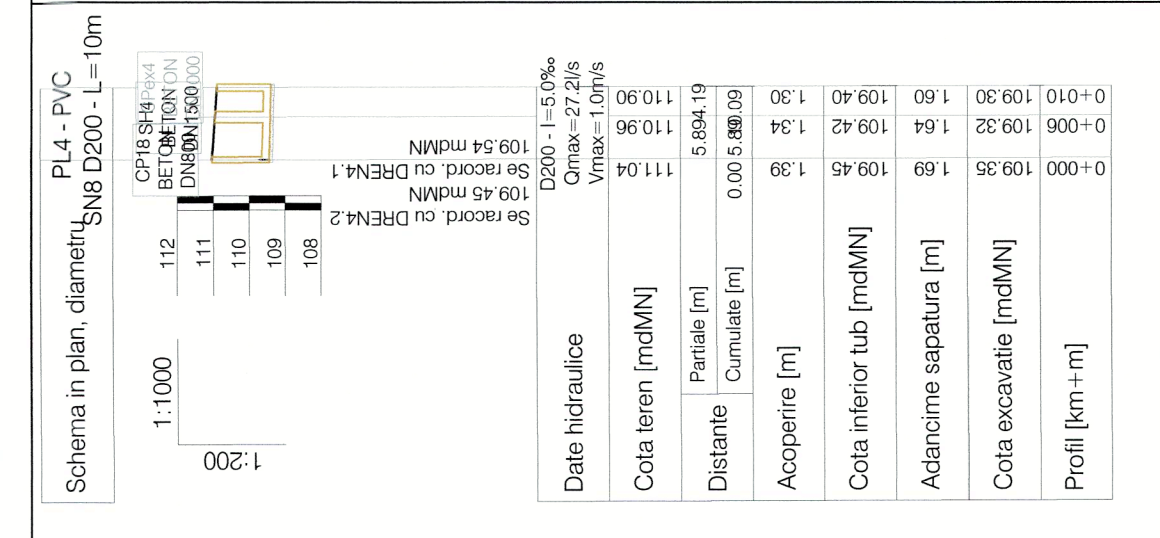 Schema in plan, diametru
PL4 - PVC
SN8 D200 - L=10m
CP18 SH4
BETON
DN800
DN1500
1:1000
1:200
112
111
110
109
108
109.54 mdMN
Se racord. cu DREN4.1
109.45 mdMN
Se racord. cu DREN4.2
Date hidraulice
D200 - I=5.0‰
Qmax=27.2l/s
Vmax=1.0m/s
Cota teren [mdMN]
111.04 110.96 110.90
Distante
Partiale [m]
5.89 4.19
Cumulate [m]
0.00 5.89
Acoperire [m]
1.39 1.34 1.30
Cota inferior tub [mdMN]
109.45 109.42 109.40
Adancime sapatura [m]
1.69 1.64 1.60
Cota excavatie [mdMN]
109.35 109.32 109.30
Profil [km+m]
0+000 0+006 0+010